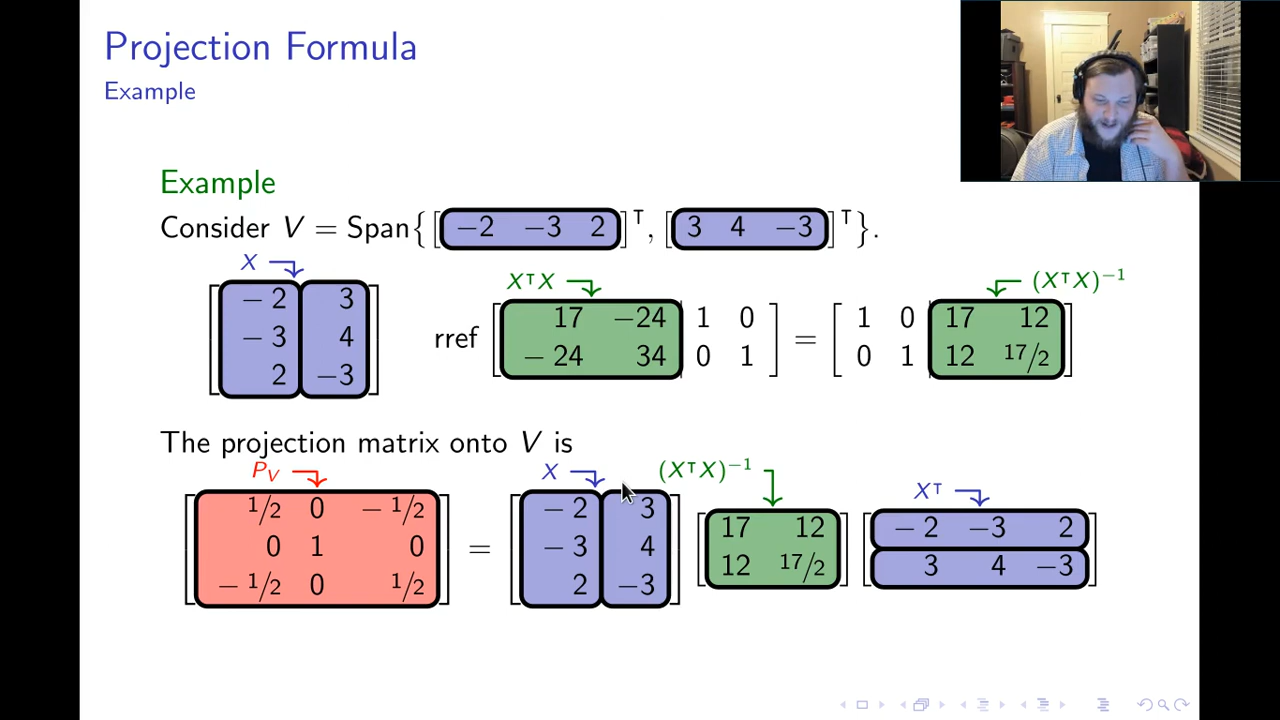 Projection Formula
Example
Example
Consider V = Span{[−2 −3 2]ᵀ, [3 4 −3]ᵀ}.
X
XᵀX
(XᵀX)⁻¹
−2 3
−3 4
2 −3
rref [17 −24 | 1 0] = [1 0 | 17 12]
[−24 34 | 0 1] [0 1 | 12 17/2]
The projection matrix onto V is
P_V
X
(XᵀX)⁻¹
Xᵀ
[1/2 0 −1/2] = [−2 3] [17 12] [−2 −3 2]
[0 1 0] [−3 4] [12 17/2] [3 4 −3]
[−1/2 0 1/2] [2 −3]